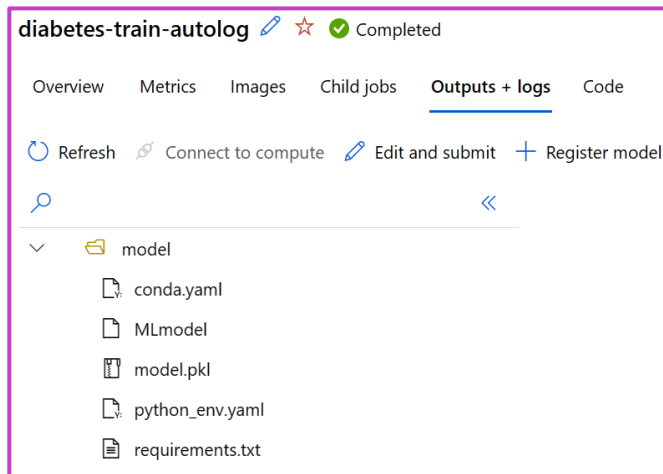 diabetes-train-autolog Completed
Overview Metrics Images Child jobs Outputs + logs Code
Refresh Connect to compute Edit and submit Register model
model
conda.yaml
MLmodel
model.pkl
python_env.yaml
requirements.txt